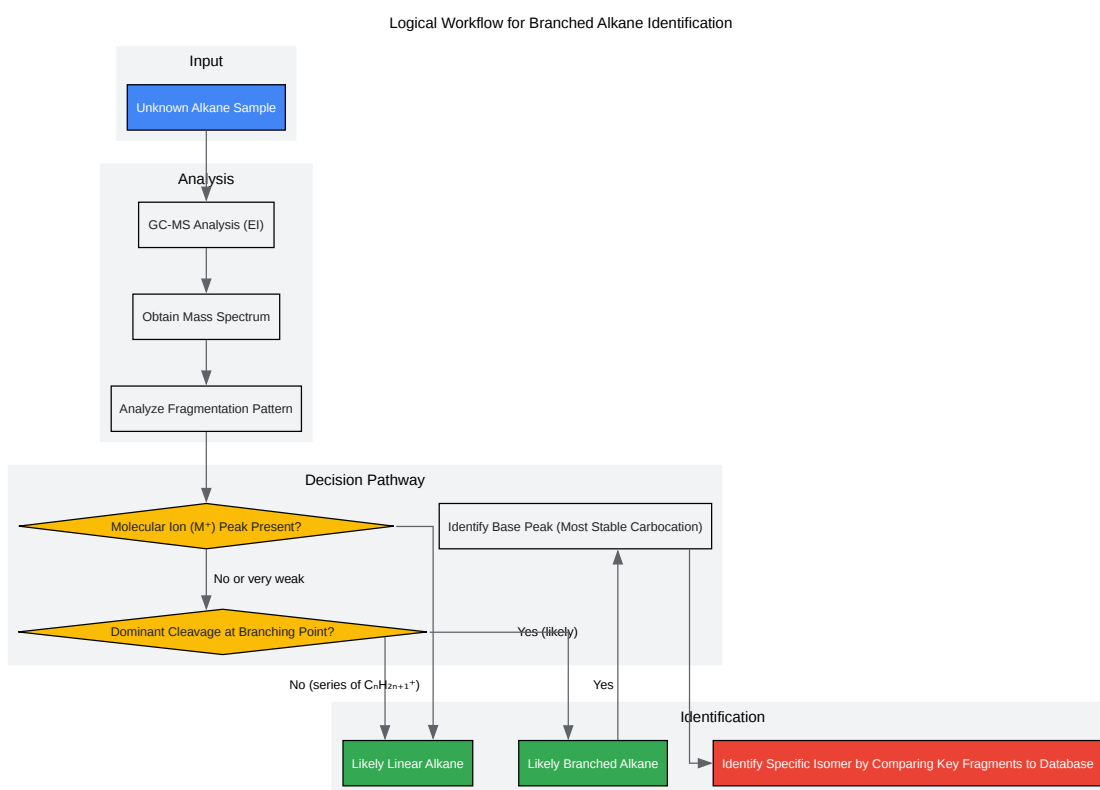 Logical Workflow for Branched Alkane Identification
Input
Unknown Alkane Sample
Analysis
GC-MS Analysis (EI)
Obtain Mass Spectrum
Analyze Fragmentation Pattern
Decision Pathway
Molecular Ion (M⁺) Peak Present?
Identify Base Peak (Most Stable Carbocation)
No or very weak
Dominant Cleavage at Branching Point?
Yes (likely)
No (series of CₙH₂ₙ₊₁⁺)
Yes
Identification
Likely Linear Alkane
Likely Branched Alkane
Identify Specific Isomer by Comparing Key Fragments to Database